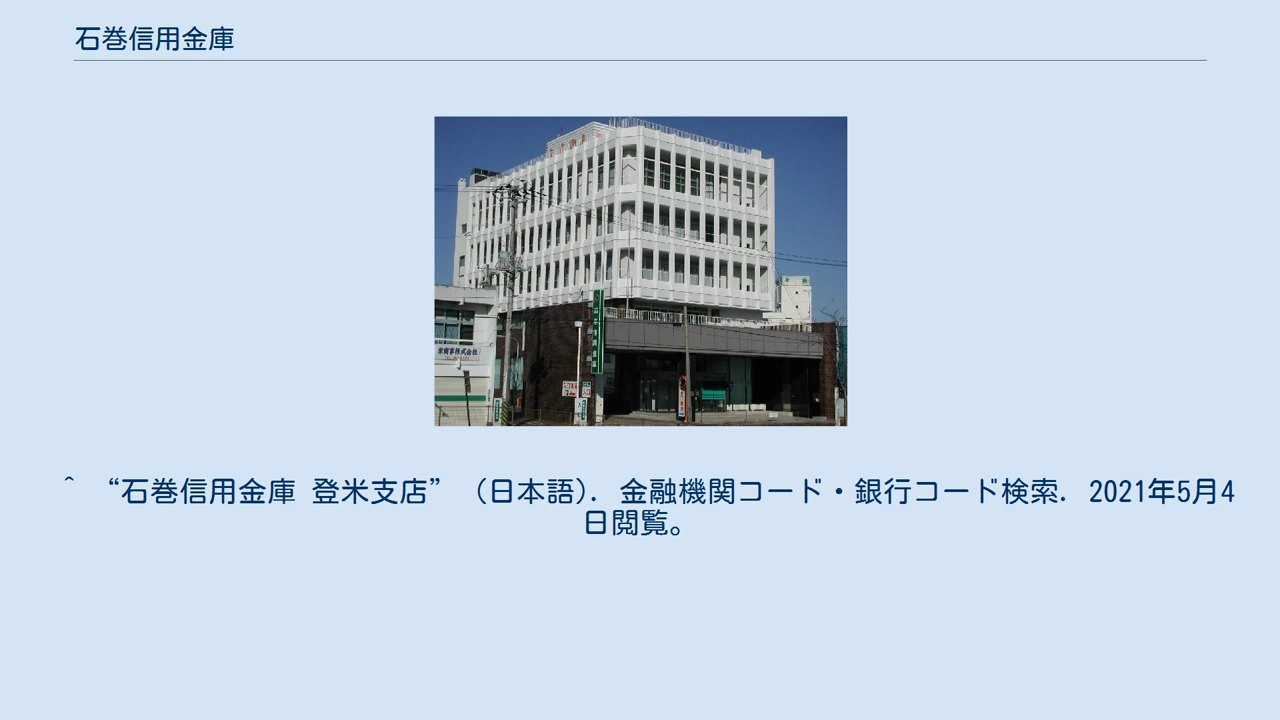 石巻信用金庫
^ “石巻信用金庫 登米支店” (日本語). 金融機関コード・銀行コード検索. 2021年5月4
日閲覧。